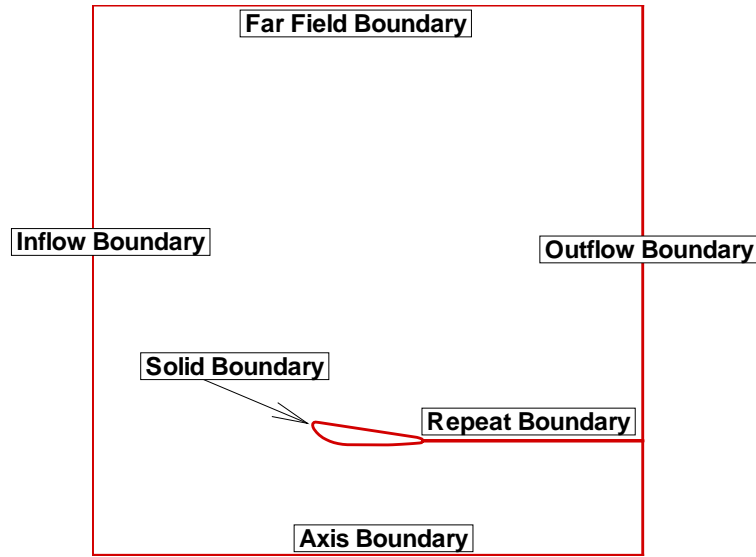 Far Field Boundary
Inflow Boundary
Outflow Boundary
Solid Boundary
Repeat Boundary
Axis Boundary